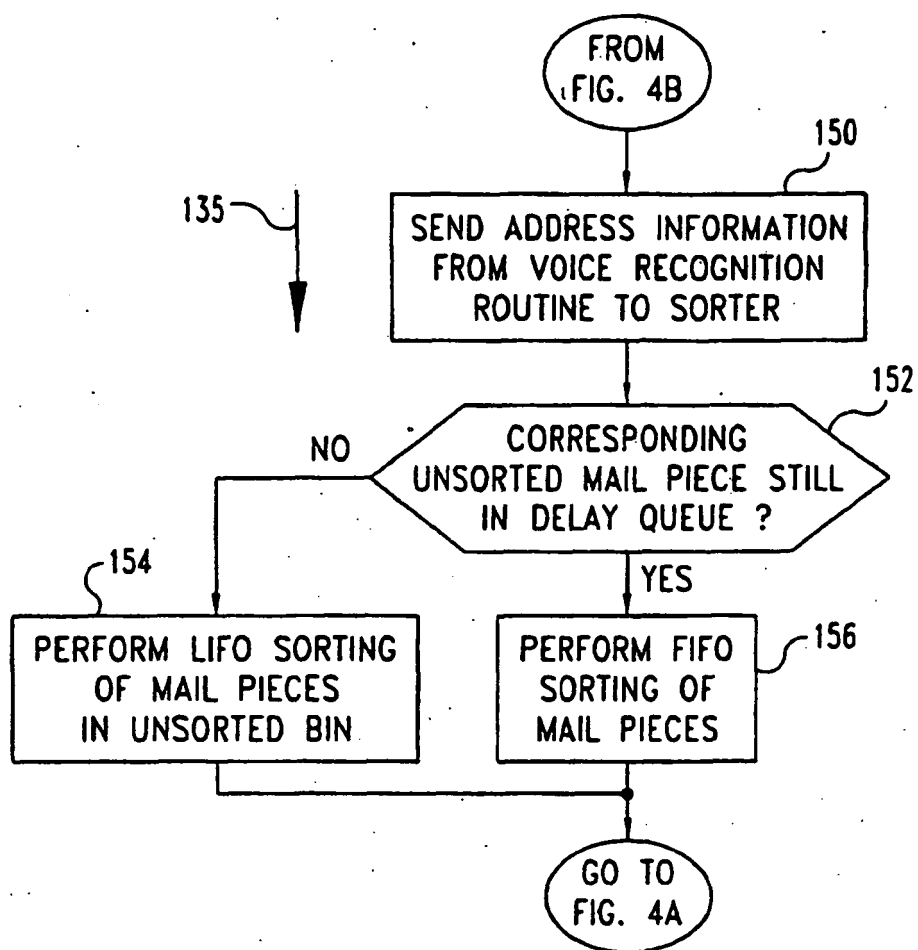 FROM
FIG. 4B
150
135
SEND ADDRESS INFORMATION
FROM VOICE RECOGNITION
ROUTINE TO SORTER
152
NO
CORRESPONDING
UNSORTED MAIL PIECE STILL
IN DELAY QUEUE ?
154
YES
PERFORM LIFO SORTING
OF MAIL PIECES
IN UNSORTED BIN
PERFORM FIFO
SORTING OF
MAIL PIECES
156
GO TO
FIG. 4A